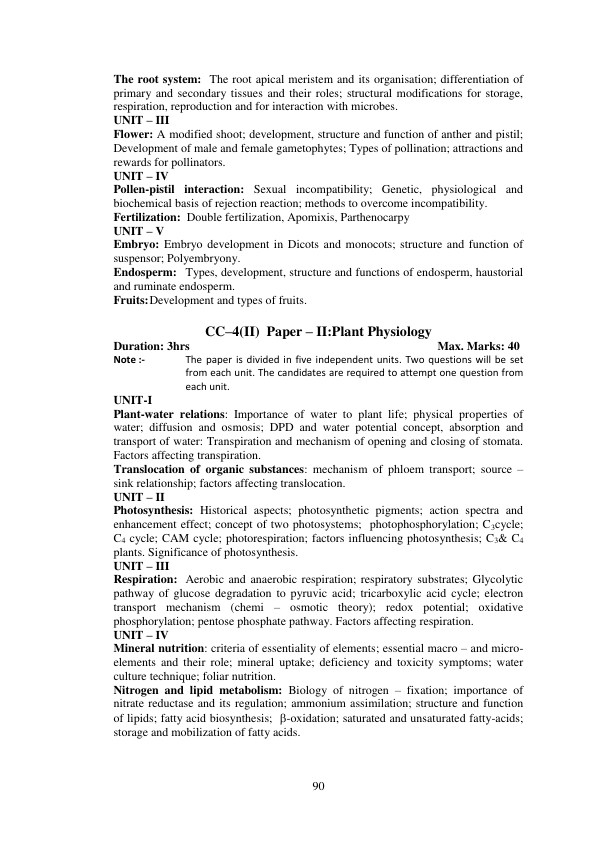 The root system: The root apical meristem and its organisation; differentiation of
primary and secondary tissues and their roles; structural modifications for storage,
respiration, reproduction and for interaction with microbes.
UNIT – III
Flower: A modified shoot; development, structure and function of anther and pistil;
Development of male and female gametophytes; Types of pollination; attractions and
rewards for pollinators.
UNIT – IV
Pollen-pistil interaction: Sexual incompatibility; Genetic, physiological and
biochemical basis of rejection reaction; methods to overcome incompatibility.
Fertilization: Double fertilization, Apomixis, Parthenocarpy
UNIT – V
Embryo: Embryo development in Dicots and monocots; structure and function of
suspensor; Polyembryony.
Endosperm: Types, development, structure and functions of endosperm, haustorial
and ruminate endosperm.
Fruits:Development and types of fruits.
CC–4(II) Paper – II:Plant Physiology
Duration: 3hrs Max. Marks: 40
Note :- The paper is divided in five independent units. Two questions will be set
from each unit. The candidates are required to attempt one question from
each unit.
UNIT-I
Plant-water relations: Importance of water to plant life; physical properties of
water; diffusion and osmosis; DPD and water potential concept, absorption and
transport of water: Transpiration and mechanism of opening and closing of stomata.
Factors affecting transpiration.
Translocation of organic substances: mechanism of phloem transport; source –
sink relationship; factors affecting translocation.
UNIT – II
Photosynthesis: Historical aspects; photosynthetic pigments; action spectra and
enhancement effect; concept of two photosystems; photophosphorylation; C₃cycle;
C₄ cycle; CAM cycle; photorespiration; factors influencing photosynthesis; C₃& C₄
plants. Significance of photosynthesis.
UNIT – III
Respiration: Aerobic and anaerobic respiration; respiratory substrates; Glycolytic
pathway of glucose degradation to pyruvic acid; tricarboxylic acid cycle; electron
transport mechanism (chemi – osmotic theory); redox potential; oxidative
phosphorylation; pentose phosphate pathway. Factors affecting respiration.
UNIT – IV
Mineral nutrition: criteria of essentiality of elements; essential macro – and micro-
elements and their role; mineral uptake; deficiency and toxicity symptoms; water
culture technique; foliar nutrition.
Nitrogen and lipid metabolism: Biology of nitrogen – fixation; importance of
nitrate reductase and its regulation; ammonium assimilation; structure and function
of lipids; fatty acid biosynthesis; β-oxidation; saturated and unsaturated fatty-acids;
storage and mobilization of fatty acids.
90